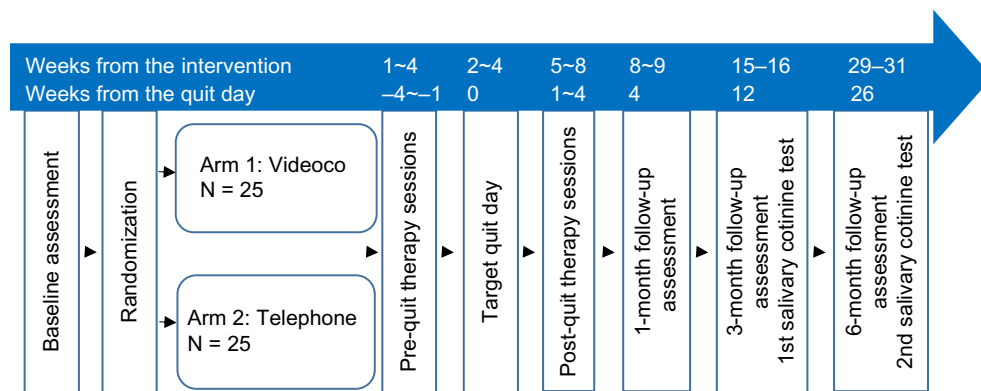 Weeks from the intervention 1~4 2~4 5~8 8~9 15–16 29–31
Weeks from the quit day –4~–1 0 1~4 4 12 26
Baseline assessment
Randomization
Arm 1: Videoco
N = 25
Arm 2: Telephone
N = 25
Pre-quit therapy sessions
Target quit day
Post-quit therapy sessions
1-month follow-up
assessment
3-month follow-up
assessment
1st salivary cotinine test
6-month follow-up
assessment
2nd salivary cotinine test